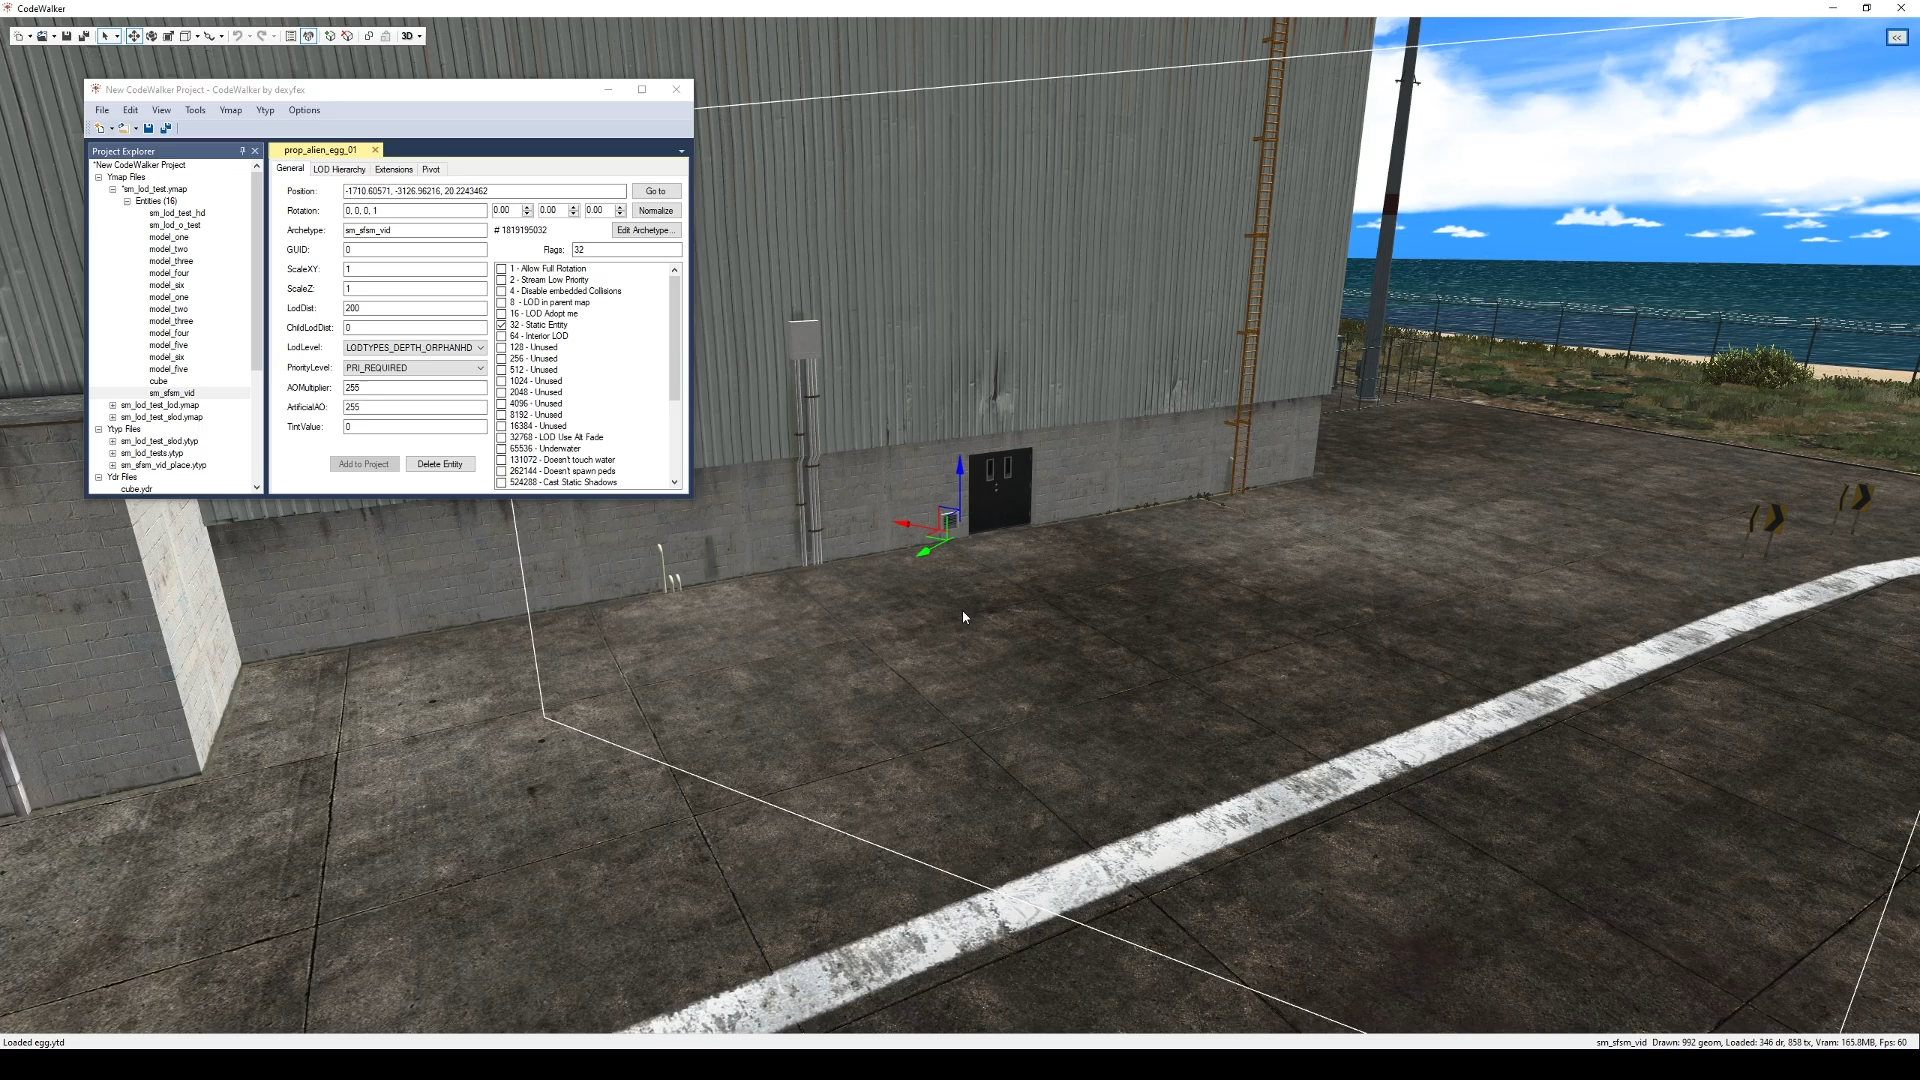 CodeWalker
3D
<<
New CodeWalker Project - CodeWalker by dexyfex
File Edit View Tools Ymap Ytyp Options
Project Explorer
*New CodeWalker Project
Ymap Files
*sm_lod_test.ymap
Entities (16)
sm_lod_test_hd
sm_lod_o_test
model_one
model_two
model_three
model_four
model_six
model_one
model_two
model_three
model_four
model_five
model_six
model_five
cube
sm_sfsm_vid
sm_lod_test_lod.ymap
sm_lod_test_slod.ymap
Ytyp Files
sm_lod_test_slod.ytyp
sm_lod_tests.ytyp
sm_sfsm_vid_place.ytyp
Ydr Files
cube.ydr
prop_alien_egg_01
General LOD Hierarchy Extensions Pivot
Position: -1710.60571, -3126.96216, 20.2243462 Go to
Rotation: 0, 0, 0, 1 0.00 0.00 0.00 Normalize
Archetype: sm_sfsm_vid # 1819195032 Edit Archetype...
GUID: 0 Flags: 32
ScaleXY: 1
ScaleZ: 1
LodDist: 200
ChildLodDist: 0
LodLevel: LODTYPES_DEPTH_ORPHANHD
PriorityLevel: PRI_REQUIRED
AOMultiplier: 255
ArtificialAO: 255
TintValue: 0
Add to Project Delete Entity
1 - Allow Full Rotation
2 - Stream Low Priority
4 - Disable embedded Collisions
8 - LOD in parent map
16 - LOD Adopt me
32 - Static Entity
64 - Interior LOD
128 - Unused
256 - Unused
512 - Unused
1024 - Unused
2048 - Unused
4096 - Unused
8192 - Unused
16384 - Unused
32768 - LOD Use Alt Fade
65536 - Underwater
131072 - Doesn't touch water
262144 - Doesn't spawn peds
524288 - Cast Static Shadows
Loaded egg.ytd
sm_sfsm_vid Drawn: 992 geom, Loaded: 346 dr, 858 tx, Vram: 165.8MB, Fps: 60